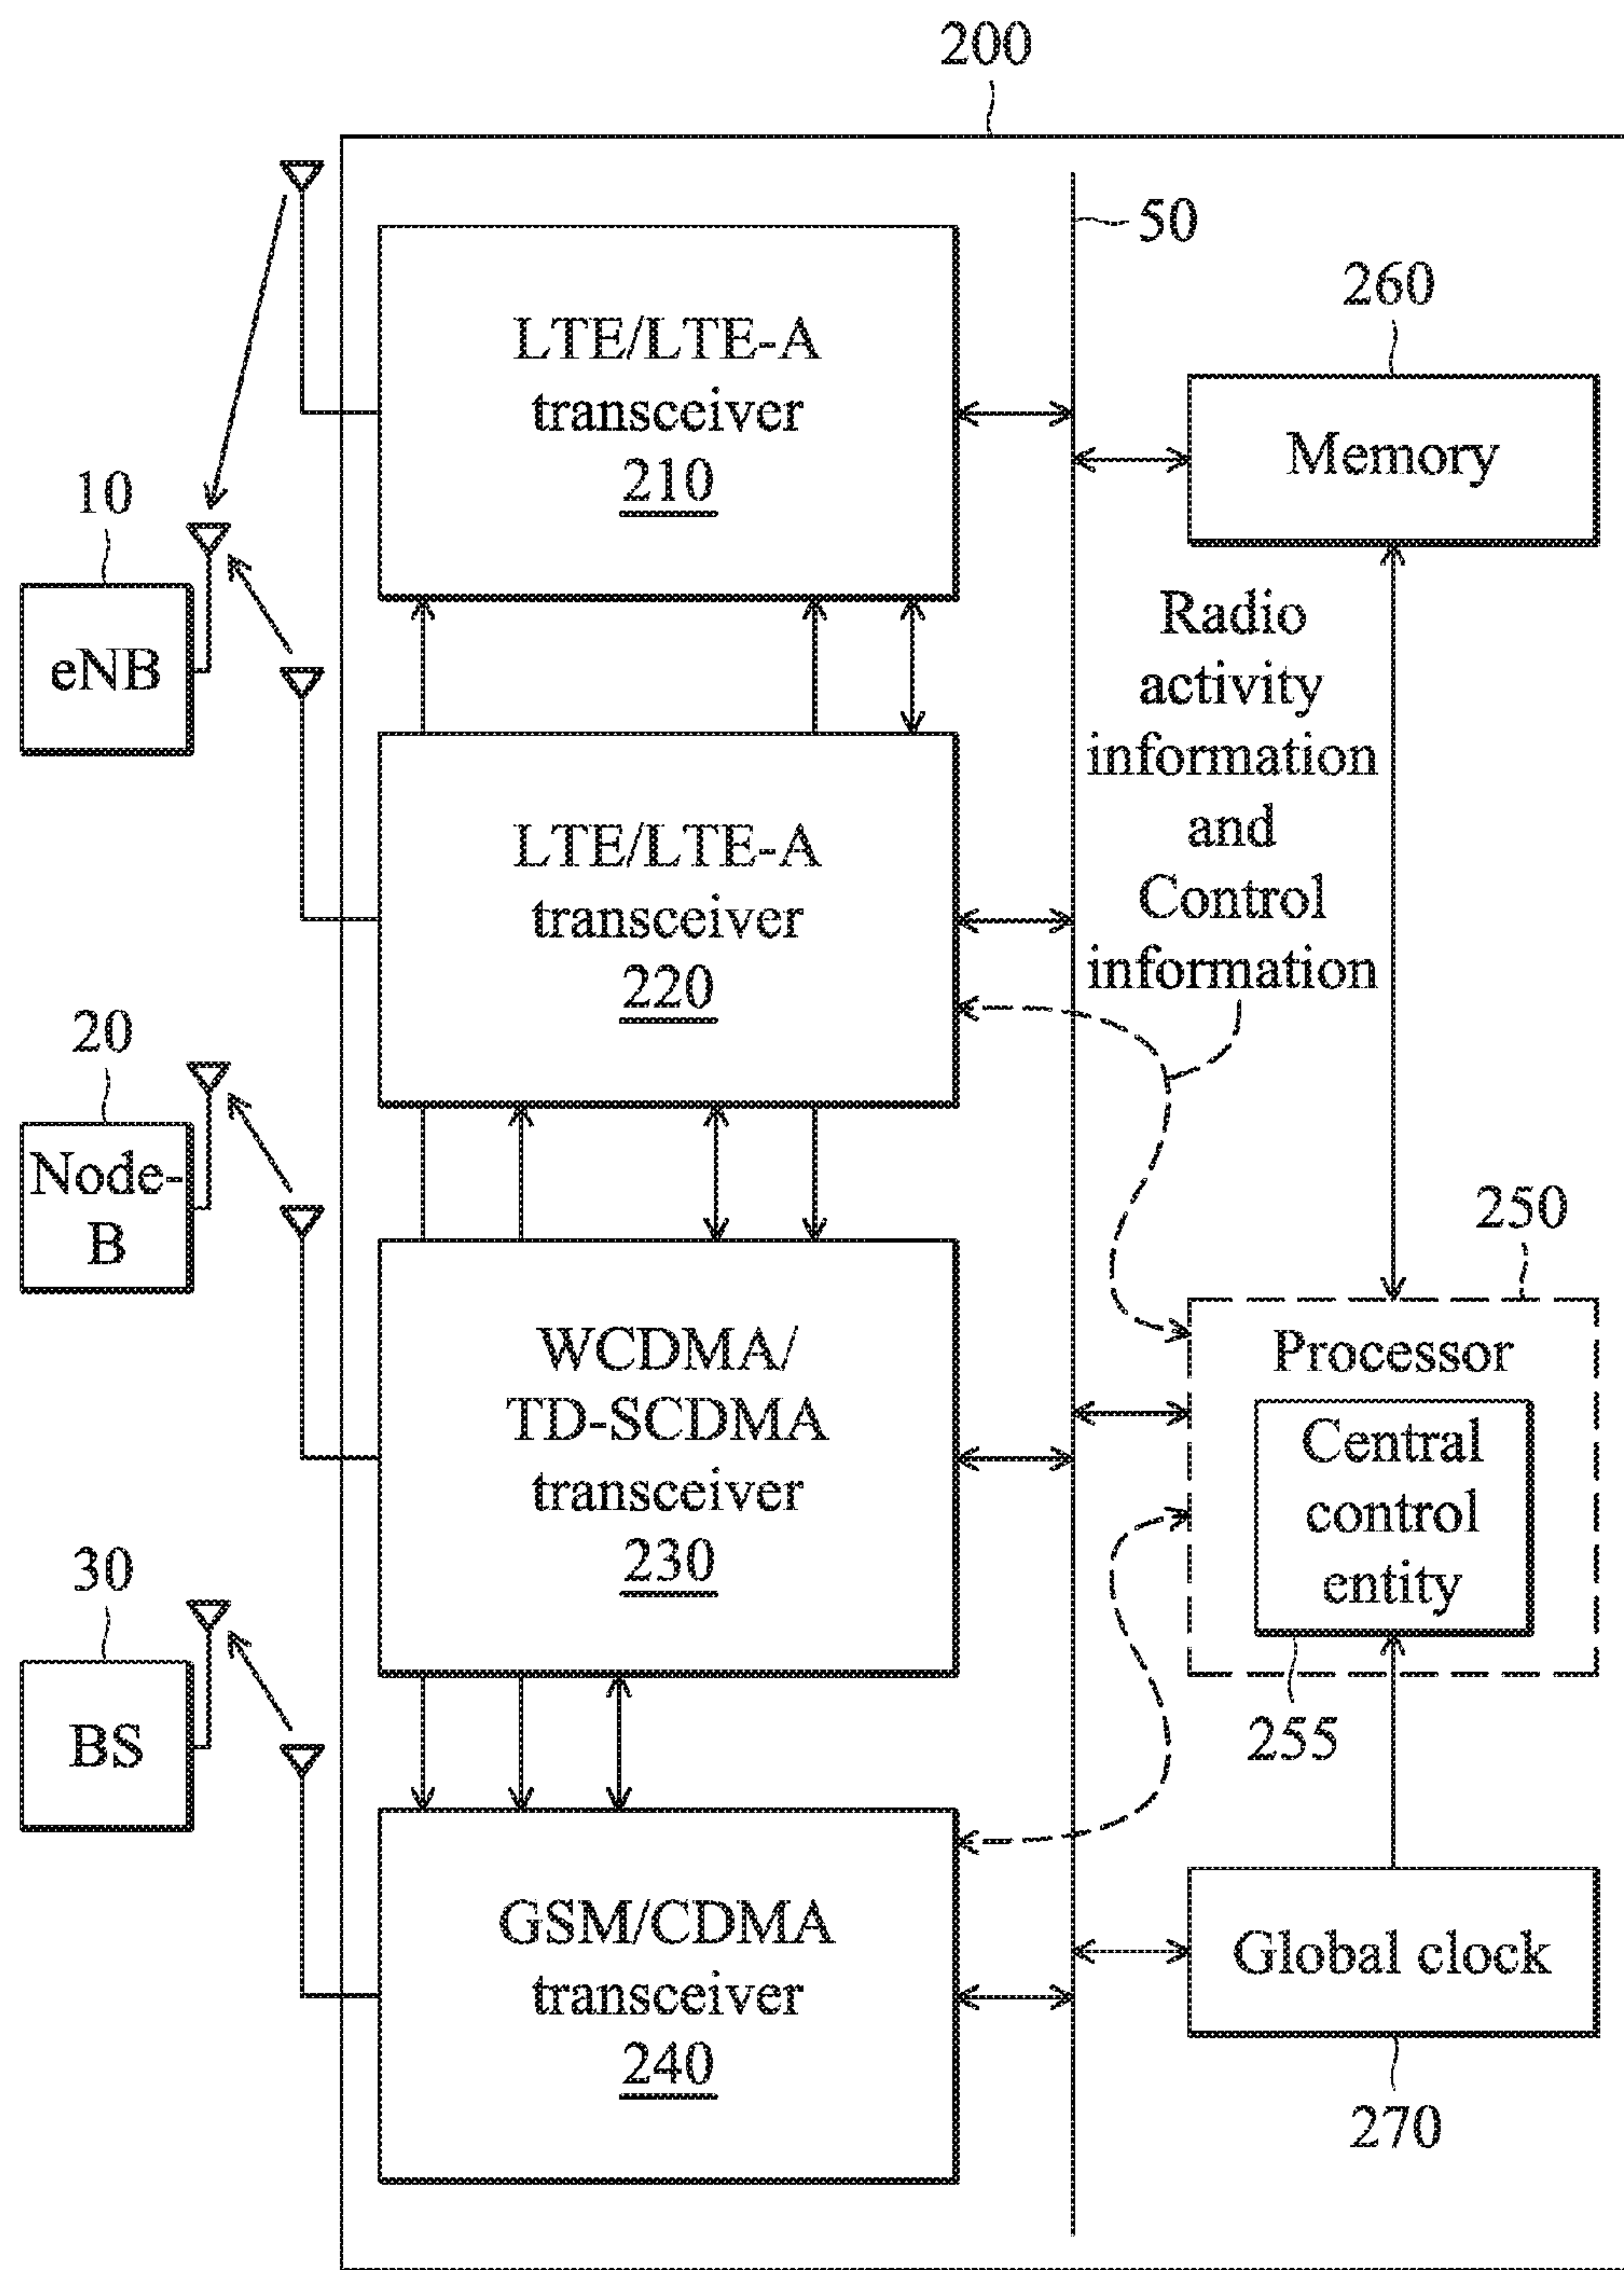 200
50
LTE/LTE-A
transceiver
210
260
Memory
10
eNB
Radio
activity
information
and
Control
information
LTE/LTE-A
transceiver
220
20
Node-
B
250
Processor
Central
control
entity
255
WCDMA/
TD-SCDMA
transceiver
230
30
BS
GSM/CDMA
transceiver
240
Global clock
270